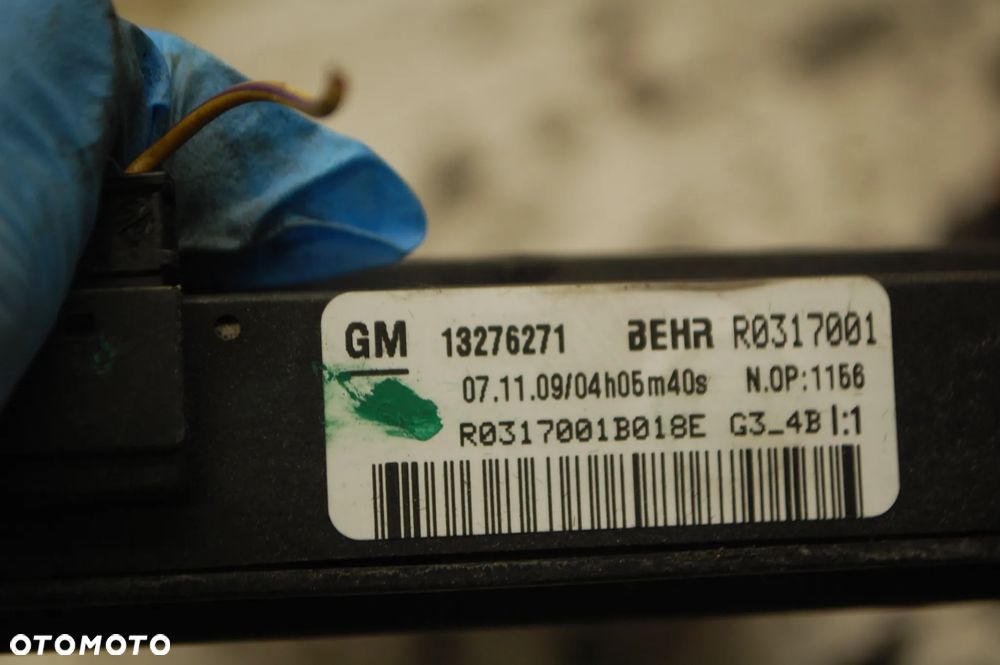 GM 13276271 BEHR R0317001
07.11.09/04h05m40s N.OP:1156
R0317001B018E G3_4B I:1
OTOMOTO